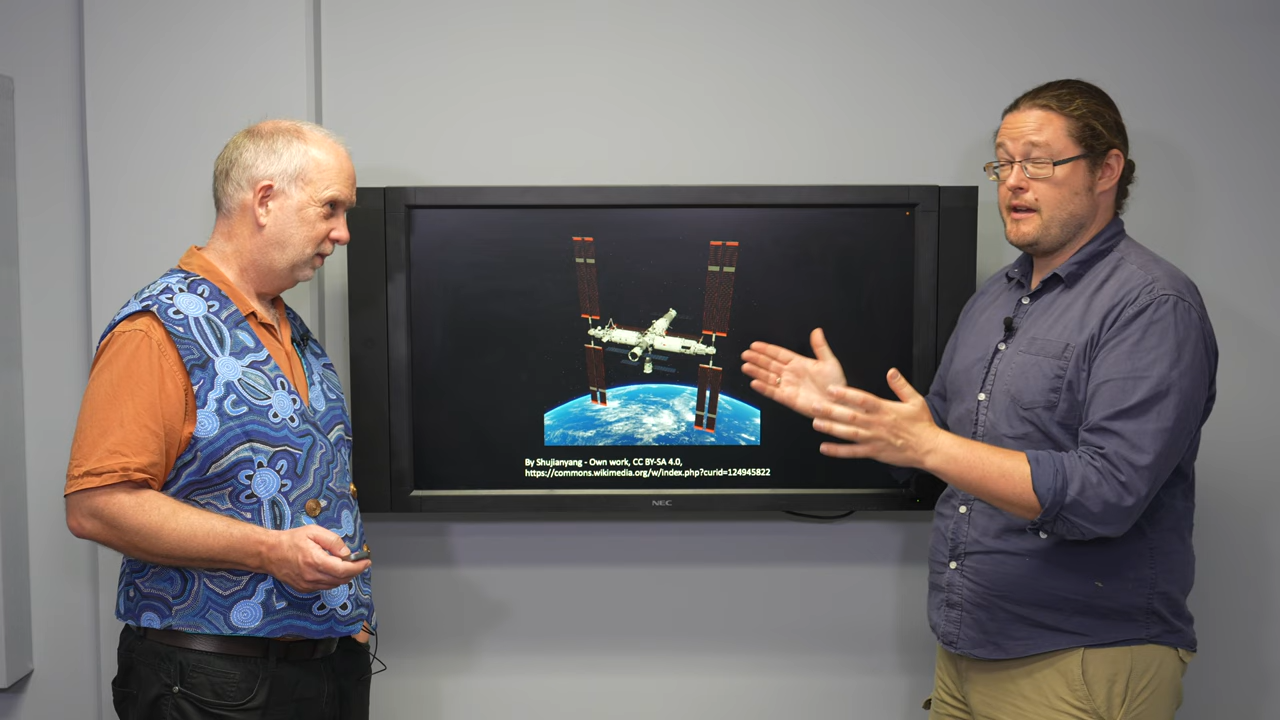 By Shujianyang - Own work, CC BY-SA 4.0,
https://commons.wikimedia.org/w/index.php?curid=124945822
NEC